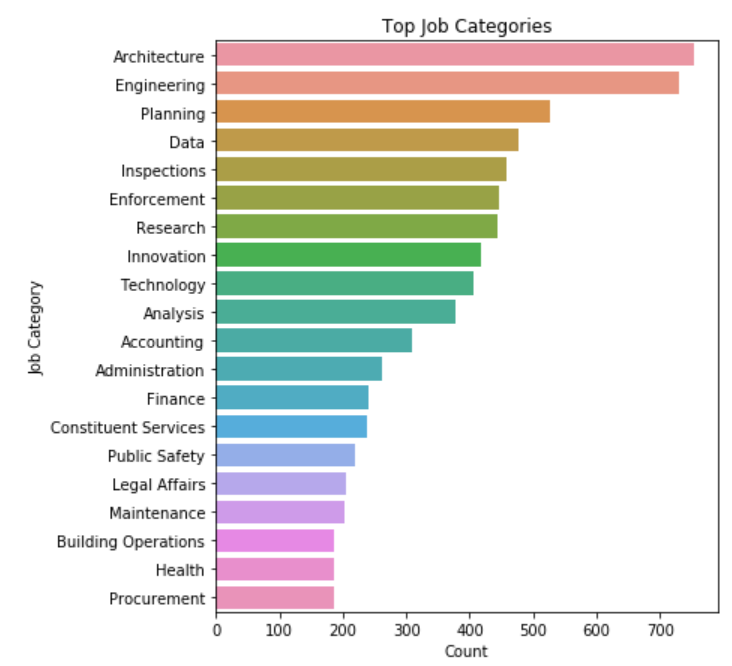 Top Job Categories
Architecture
Engineering
Planning
Data
Inspections
Enforcement
Research
Innovation
Technology
Analysis
Accounting
Administration
Finance
Constituent Services
Public Safety
Legal Affairs
Maintenance
Building Operations
Health
Procurement
Job Category
0 100 200 300 400 500 600 700
Count